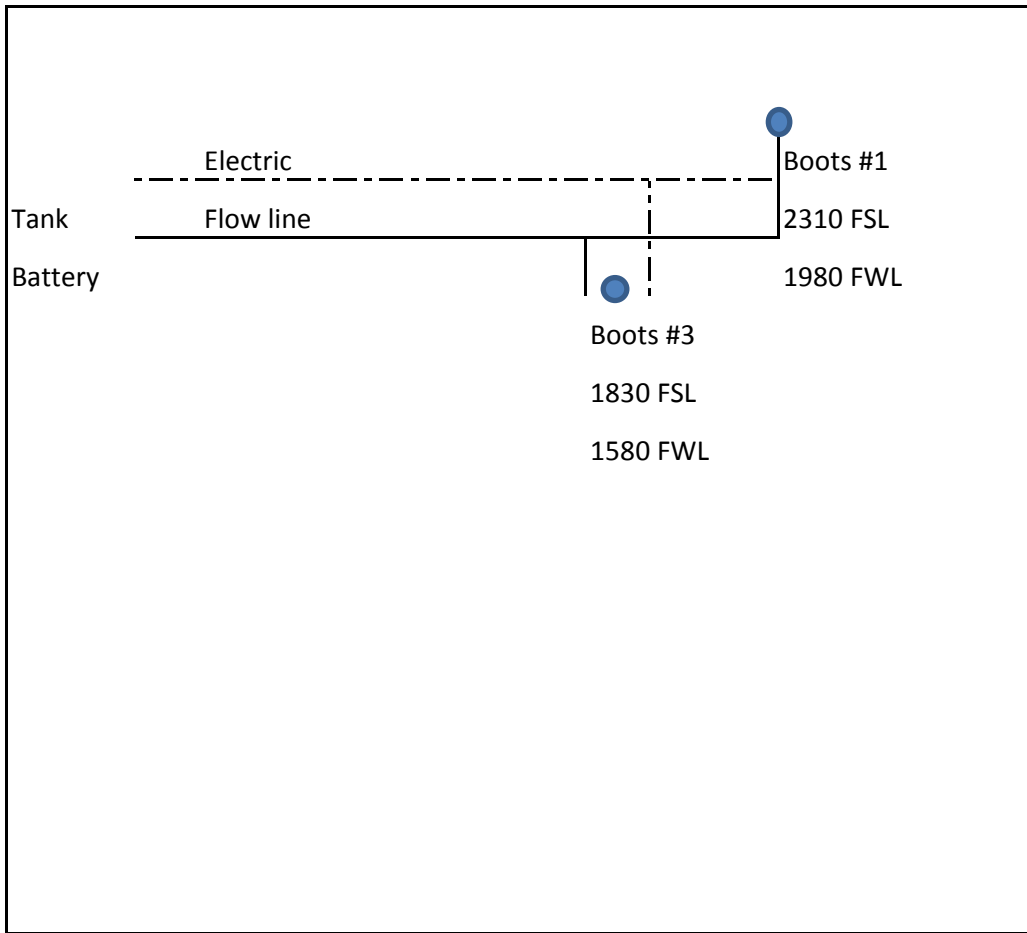 Electric
Boots #1
Tank
Flow line
2310 FSL
Battery
1980 FWL
Boots #3
1830 FSL
1580 FWL